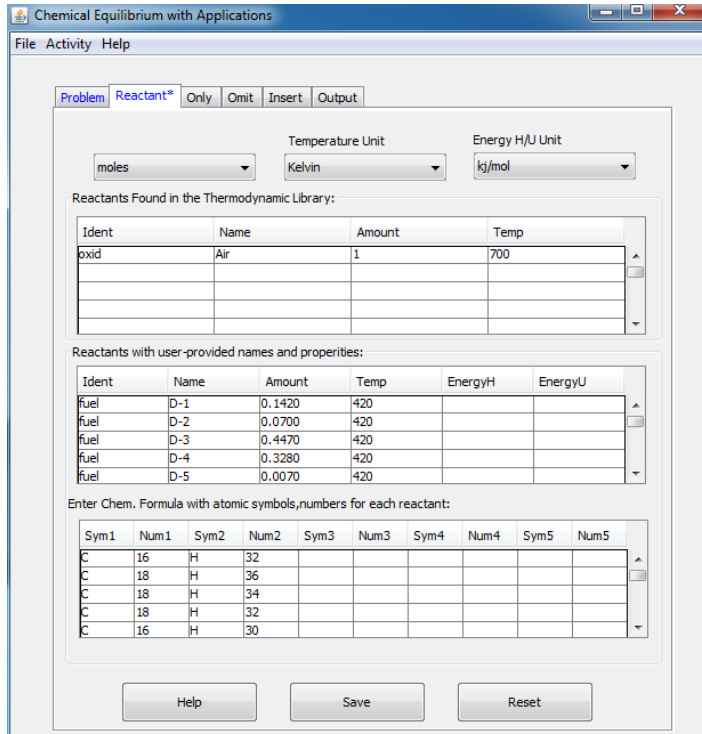 Chemical Equilibrium with Applications
File Activity Help
Problem Reactant* Only Omit Insert Output
Temperature Unit Energy H/U Unit
moles Kelvin kj/mol
Reactants Found in the Thermodynamic Library:
Ident Name Amount Temp
oxid Air 1 700
Reactants with user-provided names and properities:
Ident Name Amount Temp EnergyH EnergyU
fuel D-1 0.1420 420
fuel D-2 0.0700 420
fuel D-3 0.4470 420
fuel D-4 0.3280 420
fuel D-5 0.0070 420
Enter Chem. Formula with atomic symbols,numbers for each reactant:
Sym1 Num1 Sym2 Num2 Sym3 Num3 Sym4 Num4 Sym5 Num5
C 16 H 32
C 18 H 36
C 18 H 34
C 18 H 32
C 16 H 30
Help Save Reset